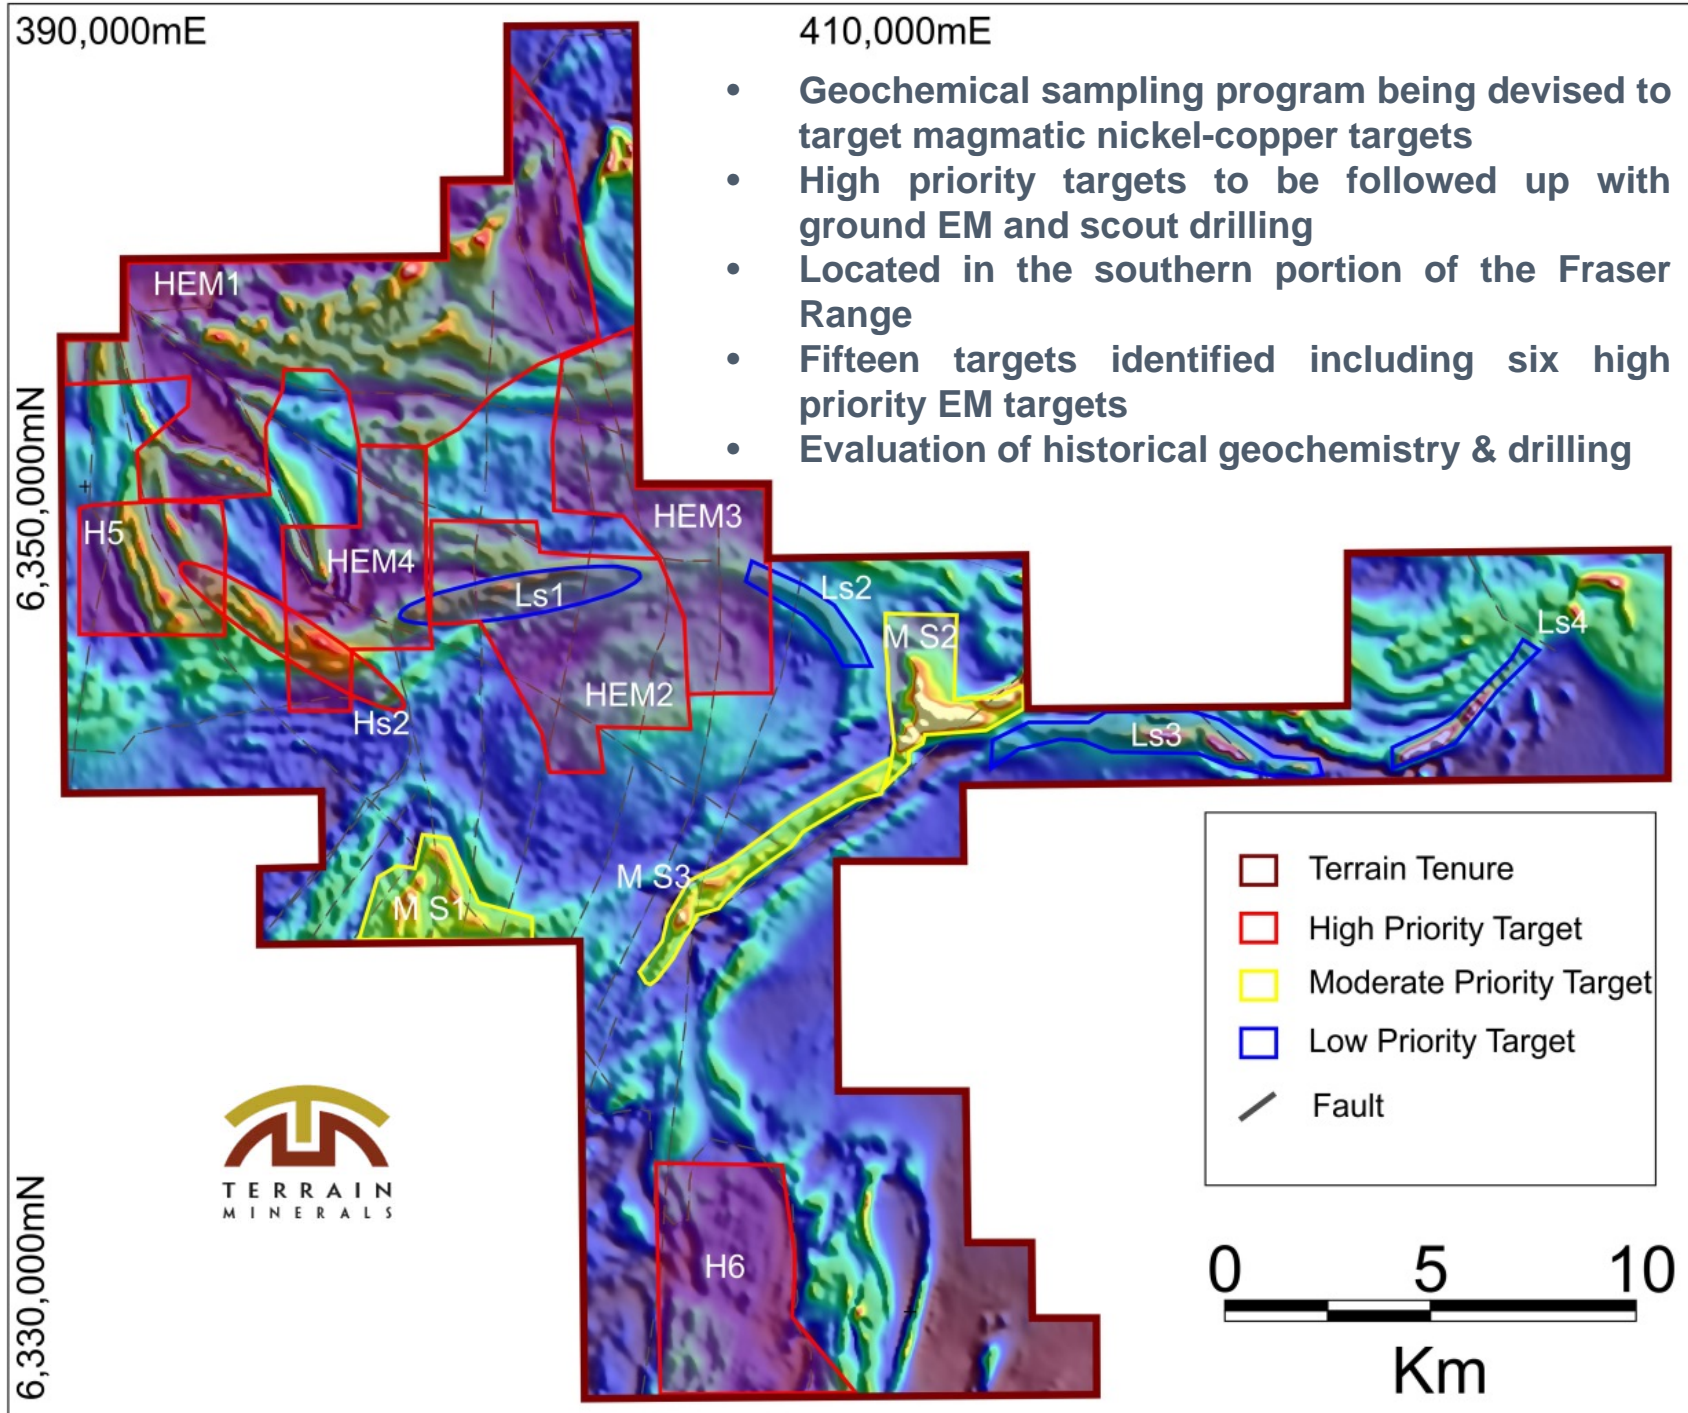 390,000mE
410,000mE
• Geochemical sampling program being devised to
target magmatic nickel-copper targets
• High priority targets to be followed up with
ground EM and scout drilling
• Located in the southern portion of the Fraser
Range
• Fifteen targets identified including six high
priority EM targets
• Evaluation of historical geochemistry & drilling
HEM1
6,350,000mN
H5
HEM3
HEM4
Ls1
Ls2
M S2
Ls4
HEM2
Hs2
Ls3
M S3
M S1
Terrain Tenure
High Priority Target
Moderate Priority Target
Low Priority Target
Fault
TERRAIN
MINERALS
6,330,000mN
H6
0 5 10
Km